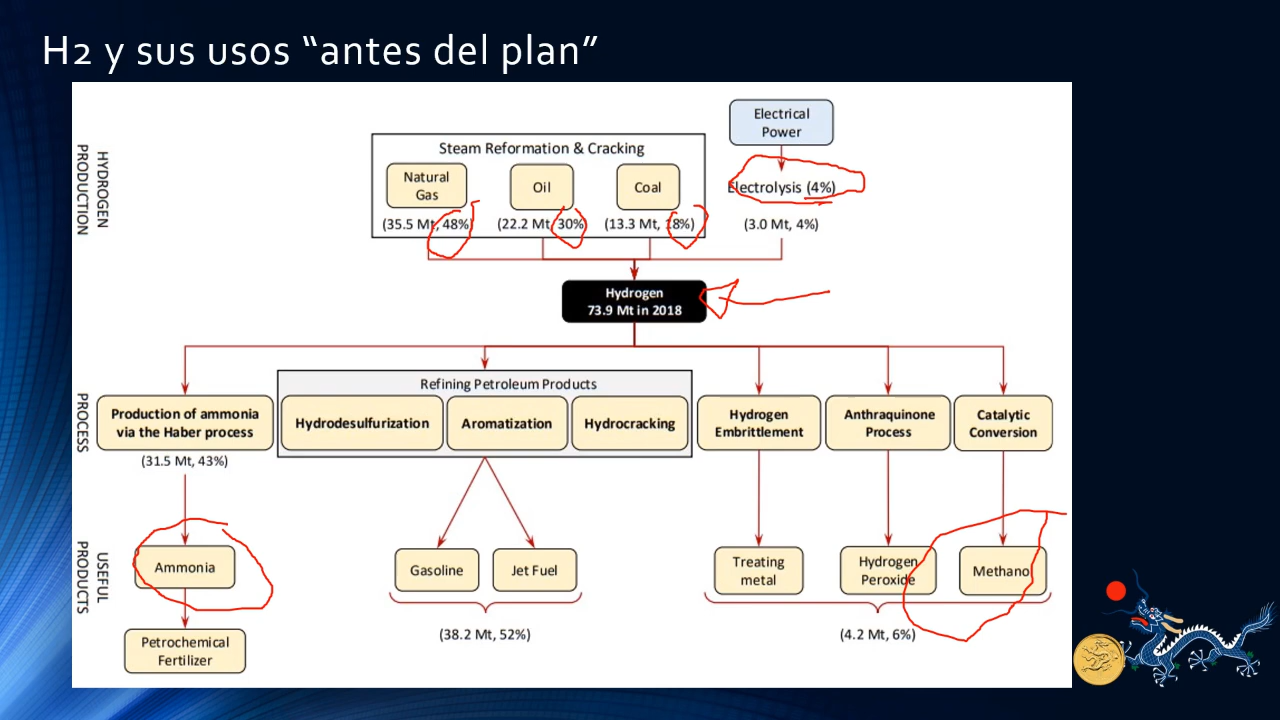 H2 y sus usos “antes del plan”
HYDROGEN
PRODUCTION
Electrical
Power
Steam Reformation & Cracking
Natural
Gas
Oil
Coal
Electrolysis (4%)
(35.5 Mt, 48%)
(22.2 Mt, 30%)
(13.3 Mt, 18%)
(3.0 Mt, 4%)
Hydrogen
73.9 Mt in 2018
PROCESS
Production of ammonia
via the Haber process
(31.5 Mt, 43%)
Refining Petroleum Products
Hydrodesulfurization
Aromatization
Hydrocracking
Hydrogen
Embrittlement
Anthraquinone
Process
Catalytic
Conversion
USEFUL
PRODUCTS
Ammonia
Gasoline
Jet Fuel
Treating
metal
Hydrogen
Peroxide
Methanol
(38.2 Mt, 52%)
(4.2 Mt, 6%)
Petrochemical
Fertilizer